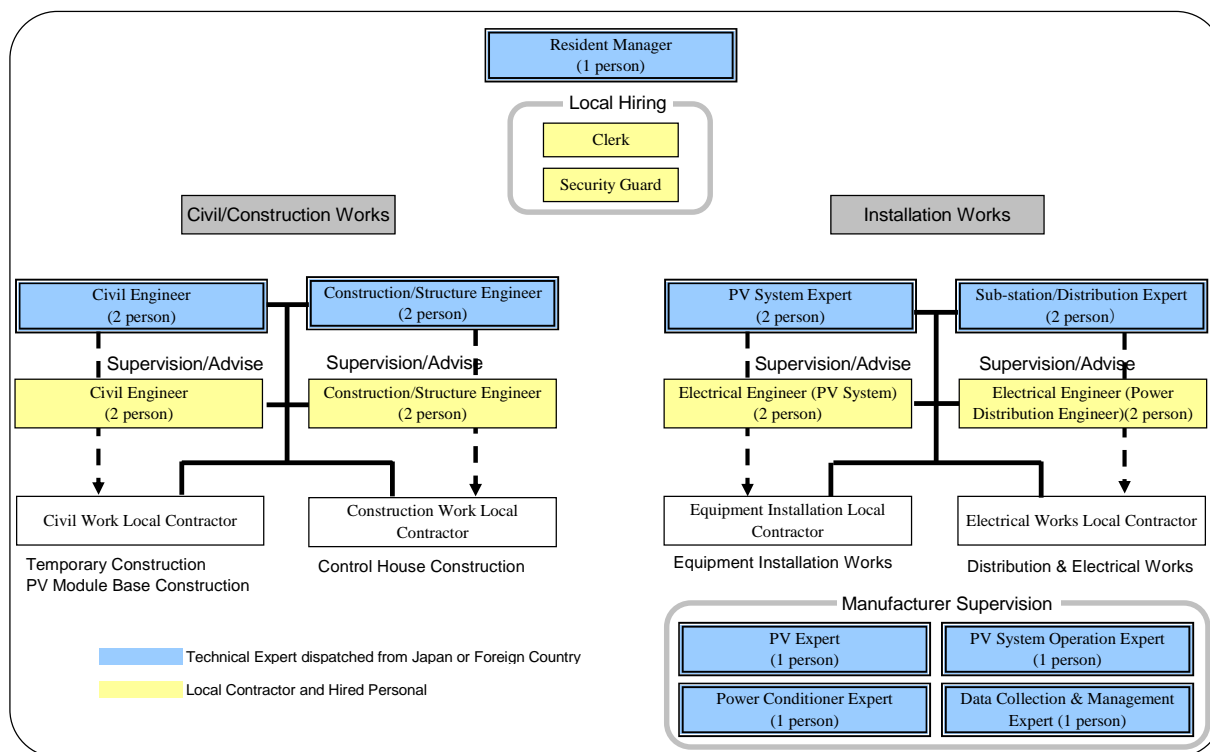 Resident Manager
(1 person)
Local Hiring
Clerk
Security Guard
Civil/Construction Works
Installation Works
Civil Engineer
(2 person)
Construction/Structure Engineer
(2 person)
PV System Expert
(2 person)
Sub-station/Distribution Expert
(2 person)
Supervision/Advise
Supervision/Advise
Supervision/Advise
Supervision/Advise
Civil Engineer
(2 person)
Construction/Structure Engineer
(2 person)
Electrical Engineer (PV System)
(2 person)
Electrical Engineer (Power
Distribution Engineer)(2 person)
Civil Work Local Contractor
Construction Work Local
Contractor
Equipment Installation Local
Contractor
Electrical Works Local Contractor
Temporary Construction
PV Module Base Construction
Control House Construction
Equipment Installation Works
Distribution & Electrical Works
Manufacturer Supervision
PV Expert
(1 person)
PV System Operation Expert
(1 person)
Power Conditioner Expert
(1 person)
Data Collection & Management
Expert (1 person)
Technical Expert dispatched from Japan or Foreign Country
Local Contractor and Hired Personal